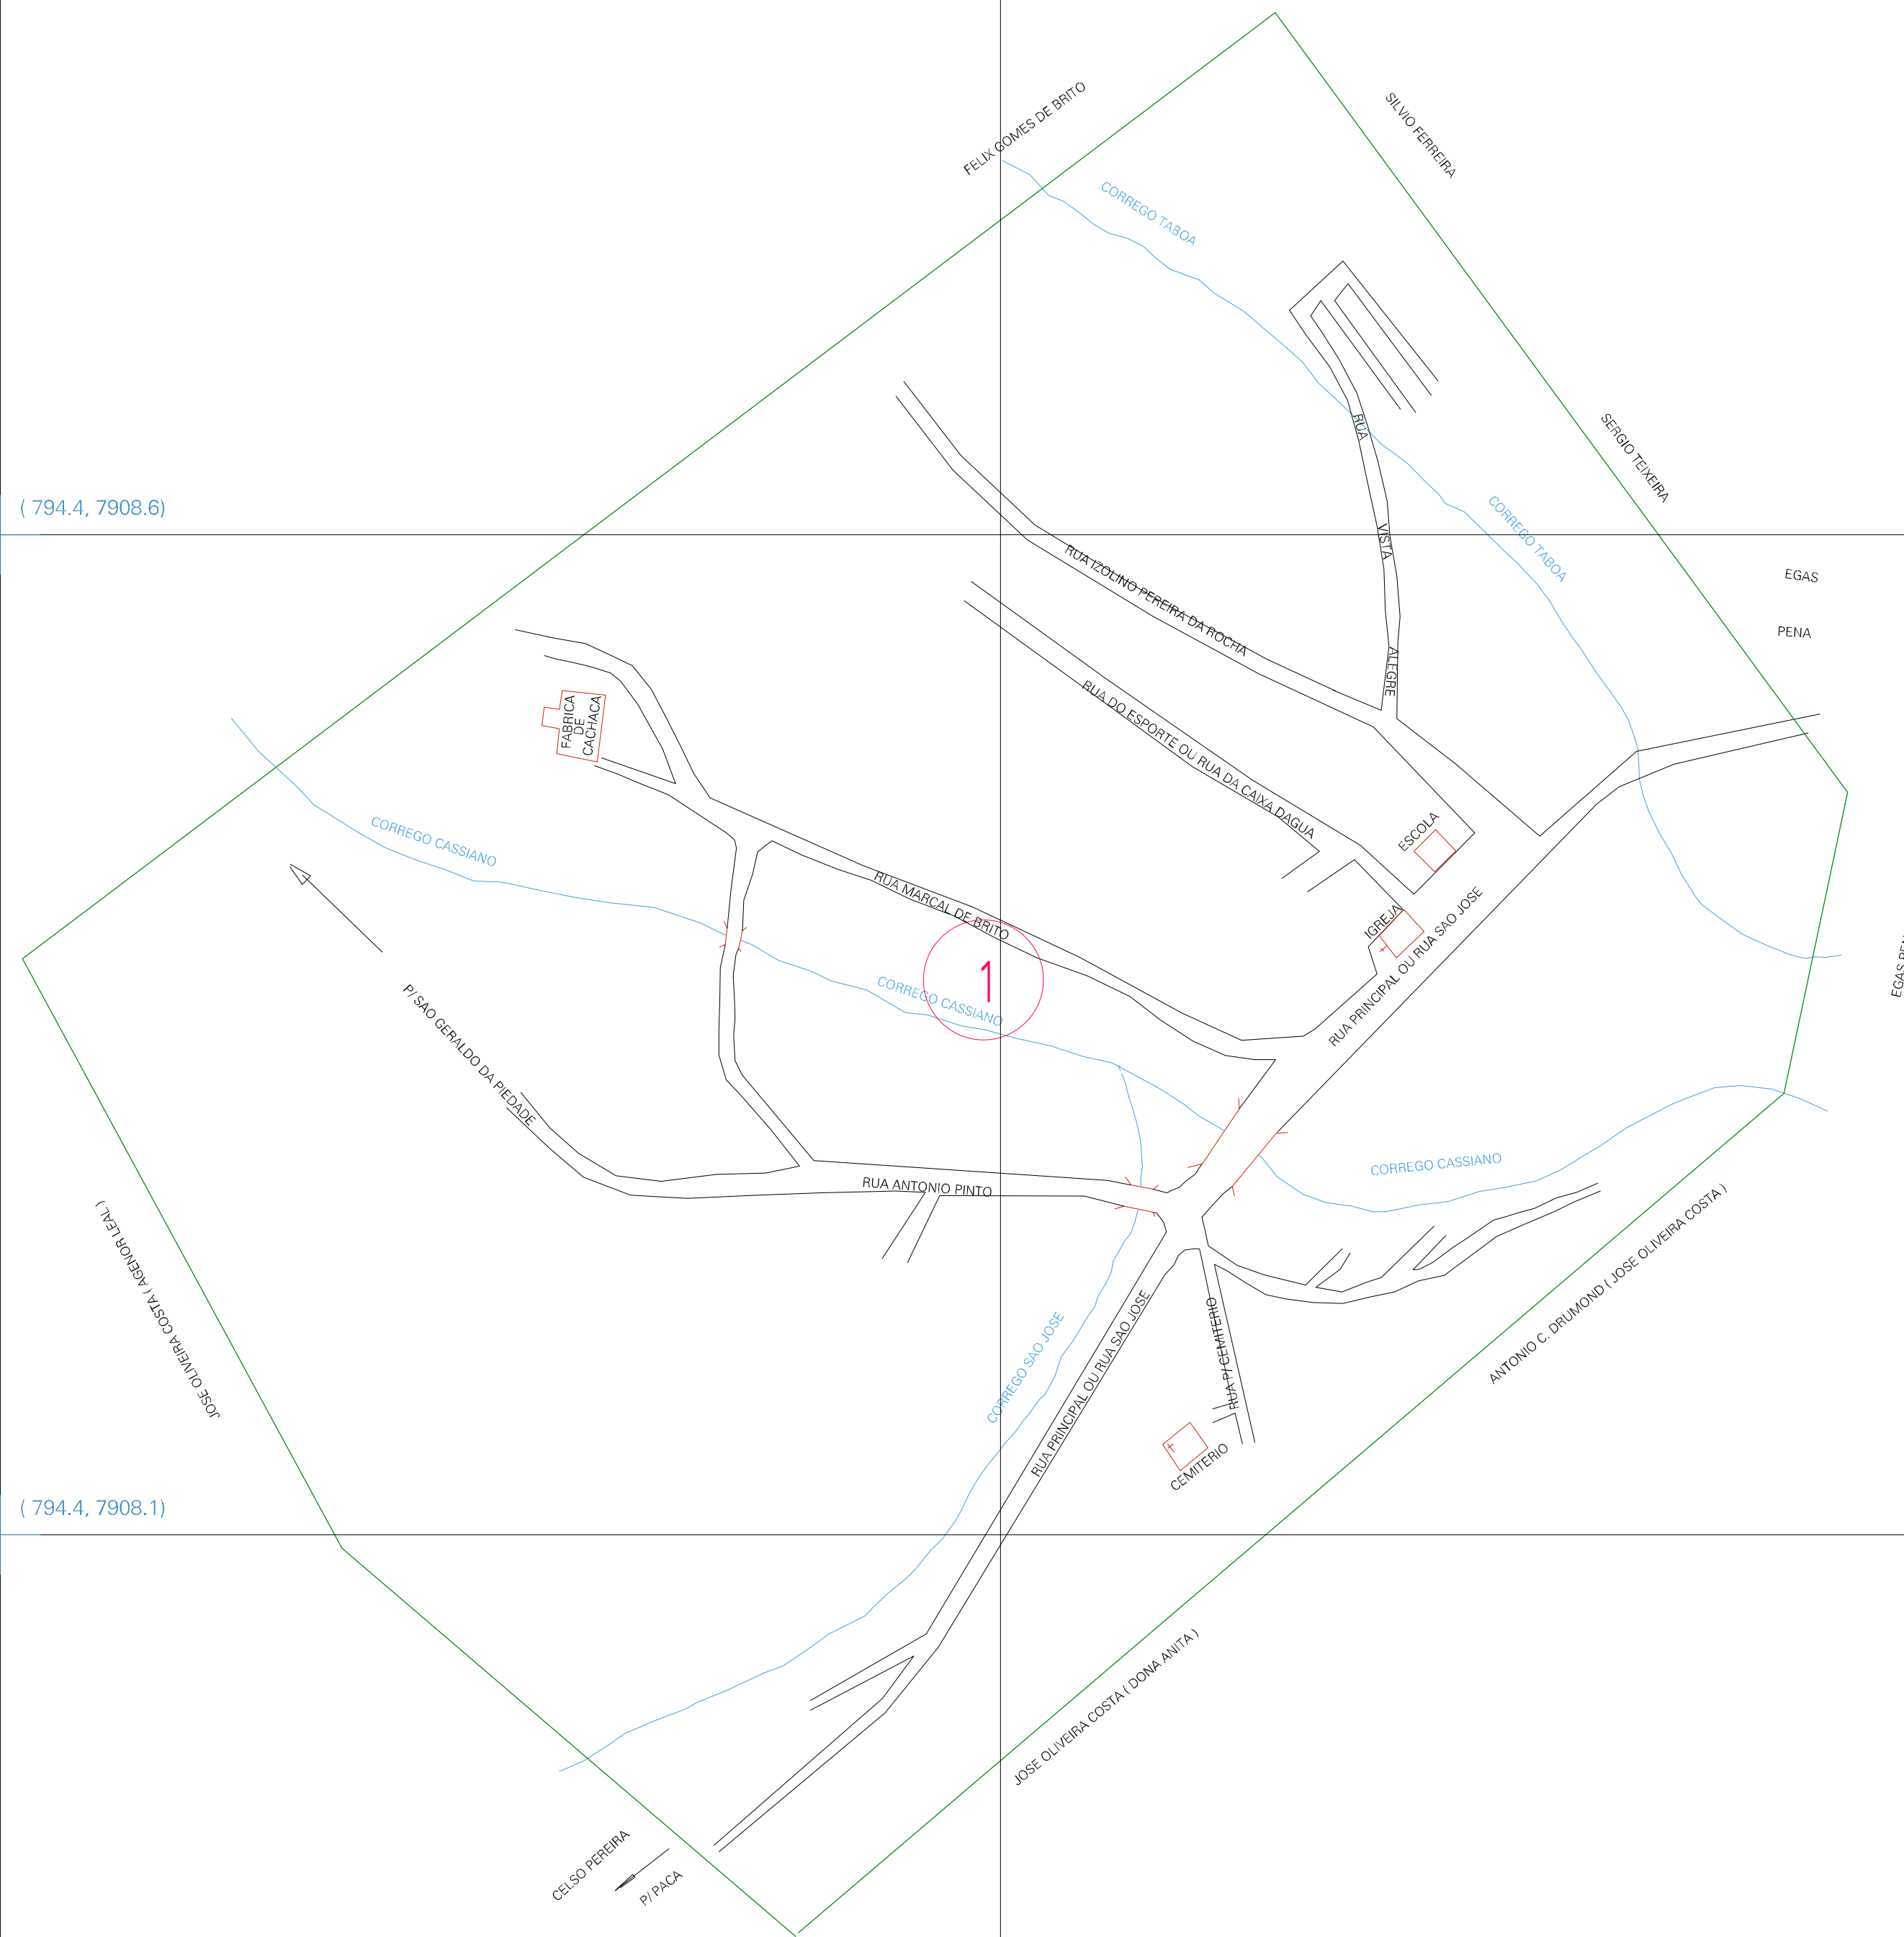 FELIX GOMES DE BRITO
SILVIO FERREIRA
CORREGO TABOA
SERGIO TEIXEIRA
RUA
( 794.4, 7908.6)
CORREGO TABOA
VISTA
EGAS
RUA IZOLINO PEREIRA DA ROCHA
PENA
ALEGRE
RUA DO ESPORTE OU RUA DA CAIXA DAGUA
FABRICA
DE
CACHACA
CORREGO CASSIANO
ESCOLA
RUA MARCAL DE BRITO
IGREJA
RUA PRINCIPAL OU RUA SAO JOSE
1
CORREGO CASSIANO
P/ SAO GERALDO DA PIEDADE
CORREGO CASSIANO
RUA ANTONIO PINTO
JOSE OLIVEIRA COSTA ( AGENOR LEAL )
ANTONIO C. DRUMOND ( JOSE OLIVEIRA COSTA )
CORREGO SAO JOSE
RUA PRINCIPAL OU RUA SAO JOSE
RUA P/ CEMITERIO
CEMITERIO
( 794.4, 7908.1)
JOSE OLIVEIRA COSTA ( DONA ANITA )
CELSO PEREIRA
P/ PACA
EGAS